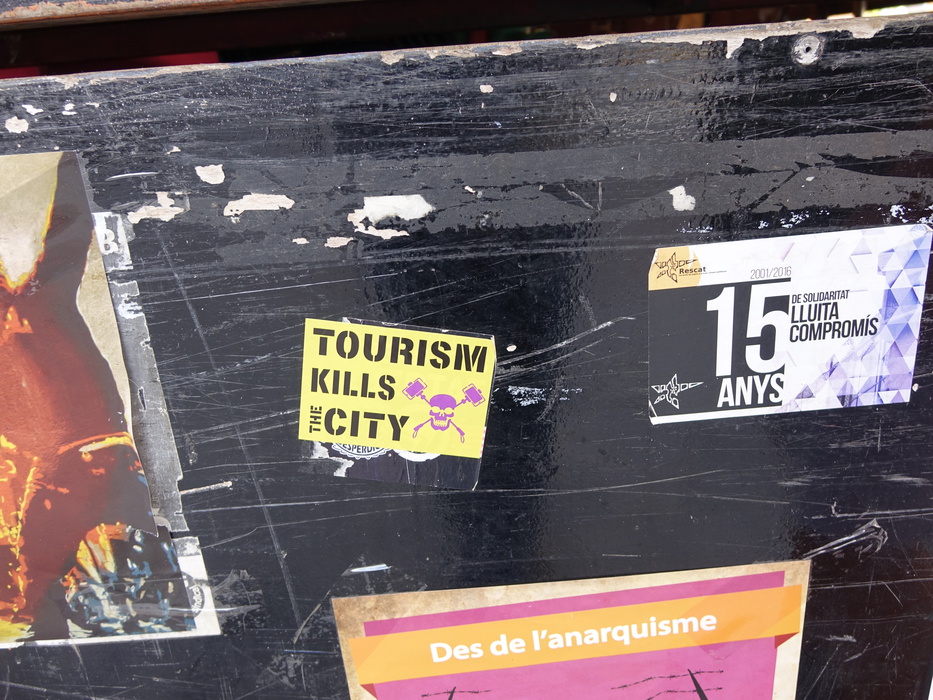 B
TOURISM
KILLS
THE CITY
Rescat
2001/2016
15
ANYS
DE SOLIDARITAT
LLUITA
COMPROMÍS
Des de l'anarquisme